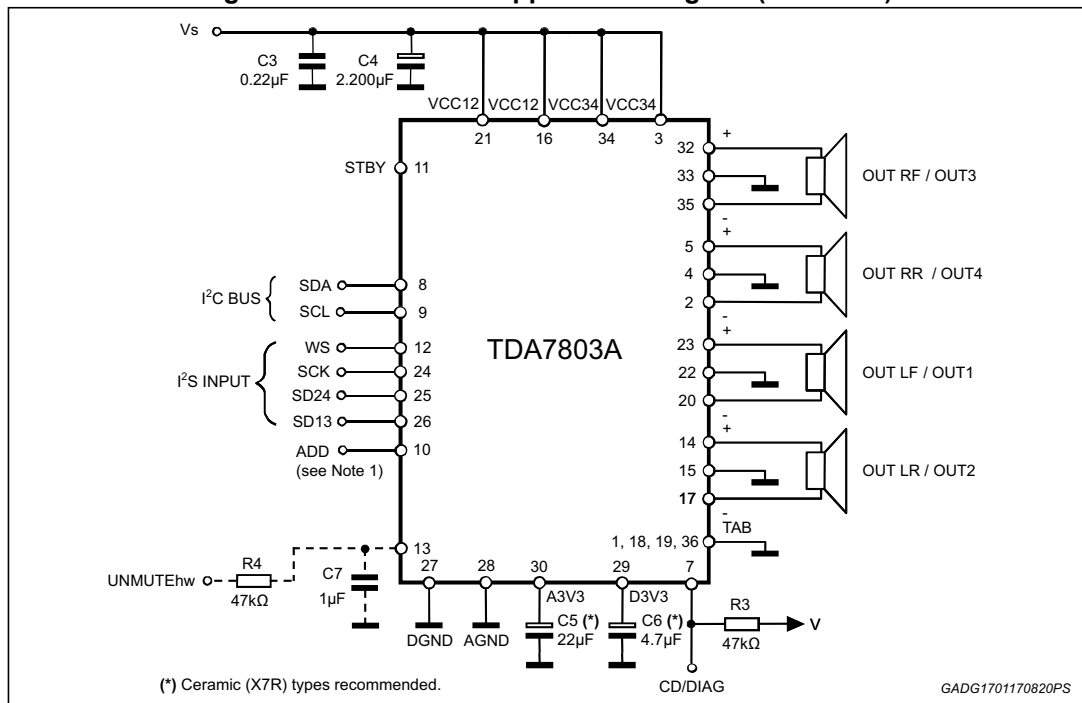 Vs
C3
0.22µF
C4
2.200µF
VCC12 VCC12 VCC34 VCC34
21 16 34 3
STBY 11
I²C BUS
SDA 8
SCL 9
I²S INPUT
WS 12
SCK 24
SD24 25
SD13 26
ADD 10
(see Note 1)
TDA7803A
+
32
33
35
-
OUT RF / OUT3
+
5
4
2
-
OUT RR / OUT4
+
23
22
20
-
OUT LF / OUT1
+
14
15
17
-
OUT LR / OUT2
TAB
1, 18, 19, 36
13
UNMUTEhw
R4
47kΩ
C7
1µF
27 28 30 29 7
A3V3 D3V3
DGND AGND
C5 (*)
22µF
C6 (*)
4.7µF
R3
47kΩ
V
CD/DIAG
(*) Ceramic (X7R) types recommended.
GADG1701170820PS